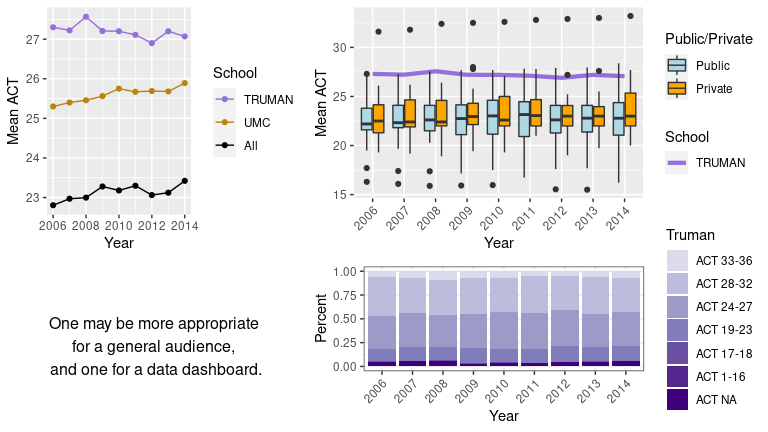 Mean ACT
27
26
25
24
23
2006 2008 2010 2012 2014
Year
School
TRUMAN
UMC
All
Mean ACT
30
25
20
15
2006 2007 2008 2009 2010 2011 2012 2013 2014
Year
Public/Private
Public
Private
School
TRUMAN
One may be more appropriate
for a general audience,
and one for a data dashboard.
Percent
1.00
0.75
0.50
0.25
0.00
2006 2007 2008 2009 2010 2011 2012 2013 2014
Year
Truman
ACT 33-36
ACT 28-32
ACT 24-27
ACT 19-23
ACT 17-18
ACT 1-16
ACT NA